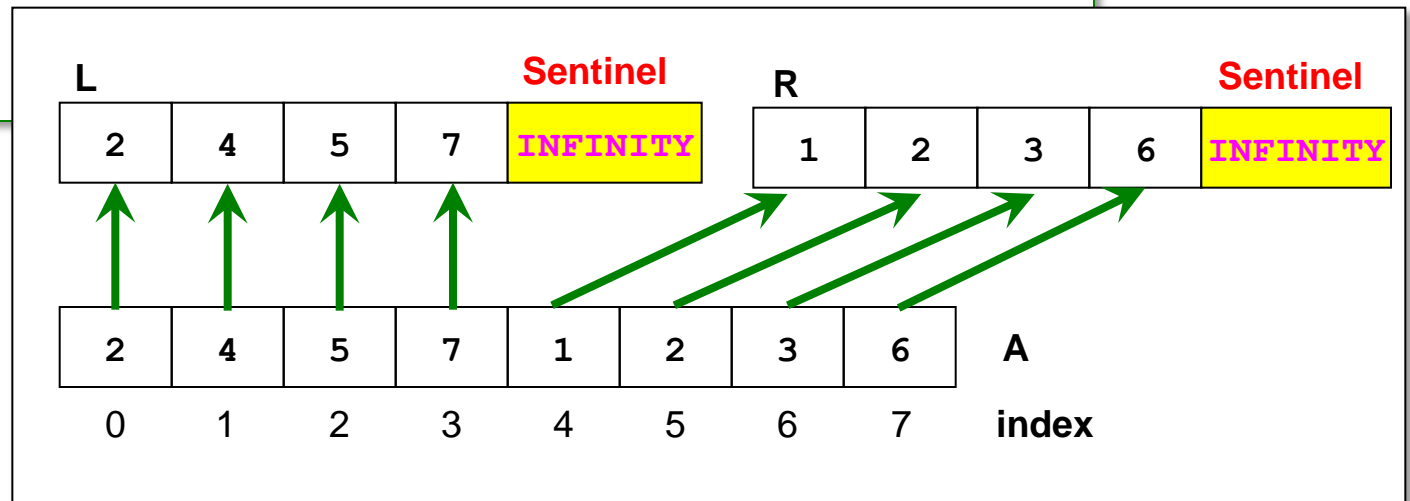 L Sentinel R Sentinel
2 4 5 7 INFINITY 1 2 3 6 INFINITY
2 4 5 7 1 2 3 6 A
0 1 2 3 4 5 6 7 index